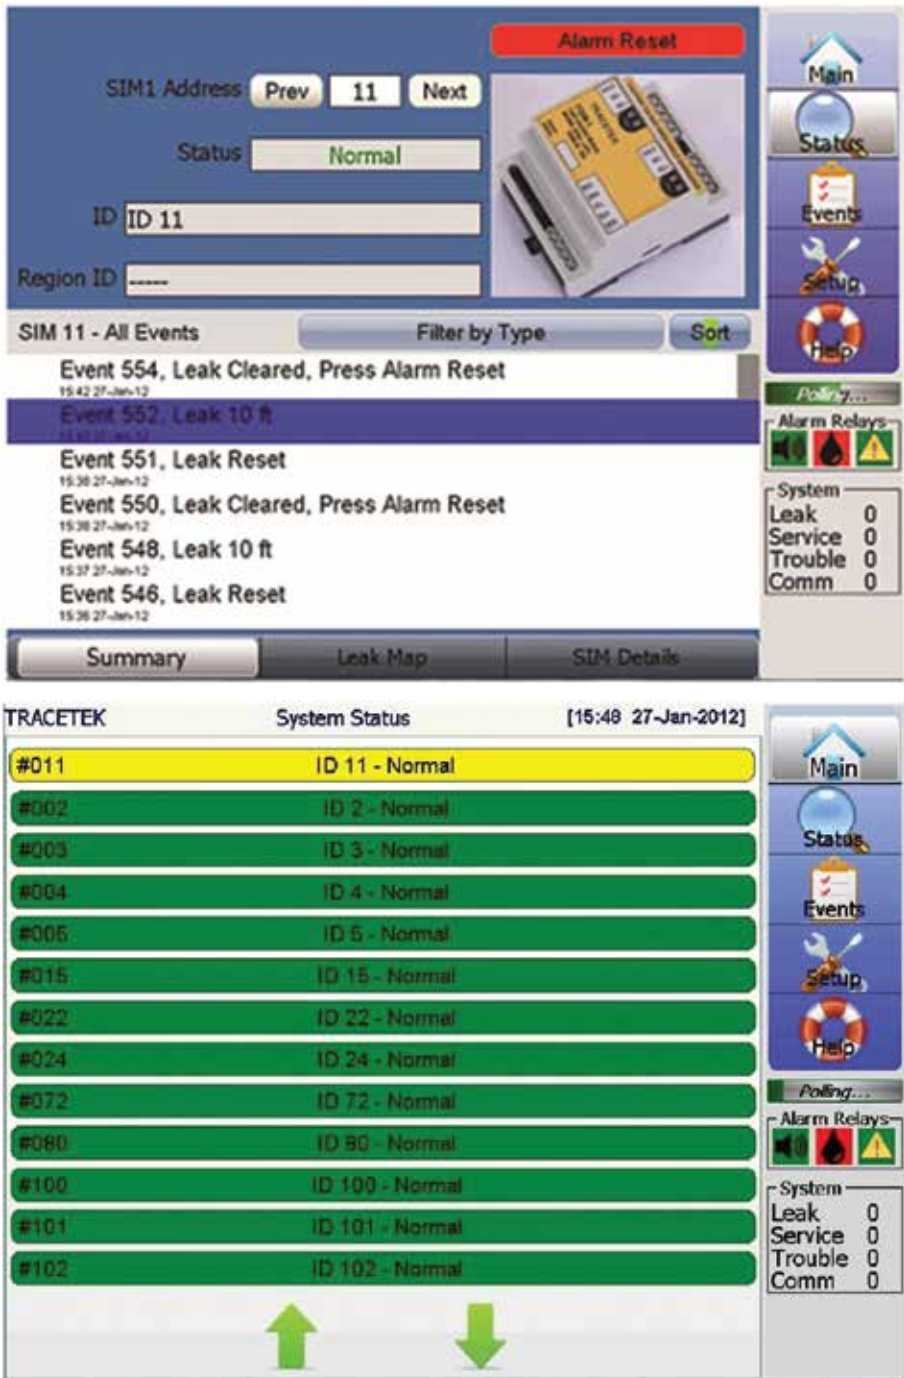 Alarm Reset
SIM1 Address Prev 11 Next
Status Normal
ID ID 11
Region ID -----
SIM 11 - All Events Filter by Type Sort
Event 554, Leak Cleared, Press Alarm Reset
15:42 27-Jan-12
Event 552, Leak 10 ft
Event 551, Leak Reset
15:38 27-Jan-12
Event 550, Leak Cleared, Press Alarm Reset
15:38 27-Jan-12
Event 548, Leak 10 ft
15:37 27-Jan-12
Event 546, Leak Reset
15:36 27-Jan-12
Summary Leak Map SIM Details
Main
Status
Events
Setup
Help
Polling...
Alarm Relays
System
Leak 0
Service 0
Trouble 0
Comm 0
TRACETEK System Status [15:48 27-Jan-2012]
#011 ID 11 - Normal
#002 ID 2 - Normal
#003 ID 3 - Normal
#004 ID 4 - Normal
#005 ID 5 - Normal
#015 ID 15 - Normal
#022 ID 22 - Normal
#024 ID 24 - Normal
#072 ID 72 - Normal
#080 ID 80 - Normal
#100 ID 100 - Normal
#101 ID 101 - Normal
#102 ID 102 - Normal
Main
Status
Events
Setup
Help
Polling...
Alarm Relays
System
Leak 0
Service 0
Trouble 0
Comm 0